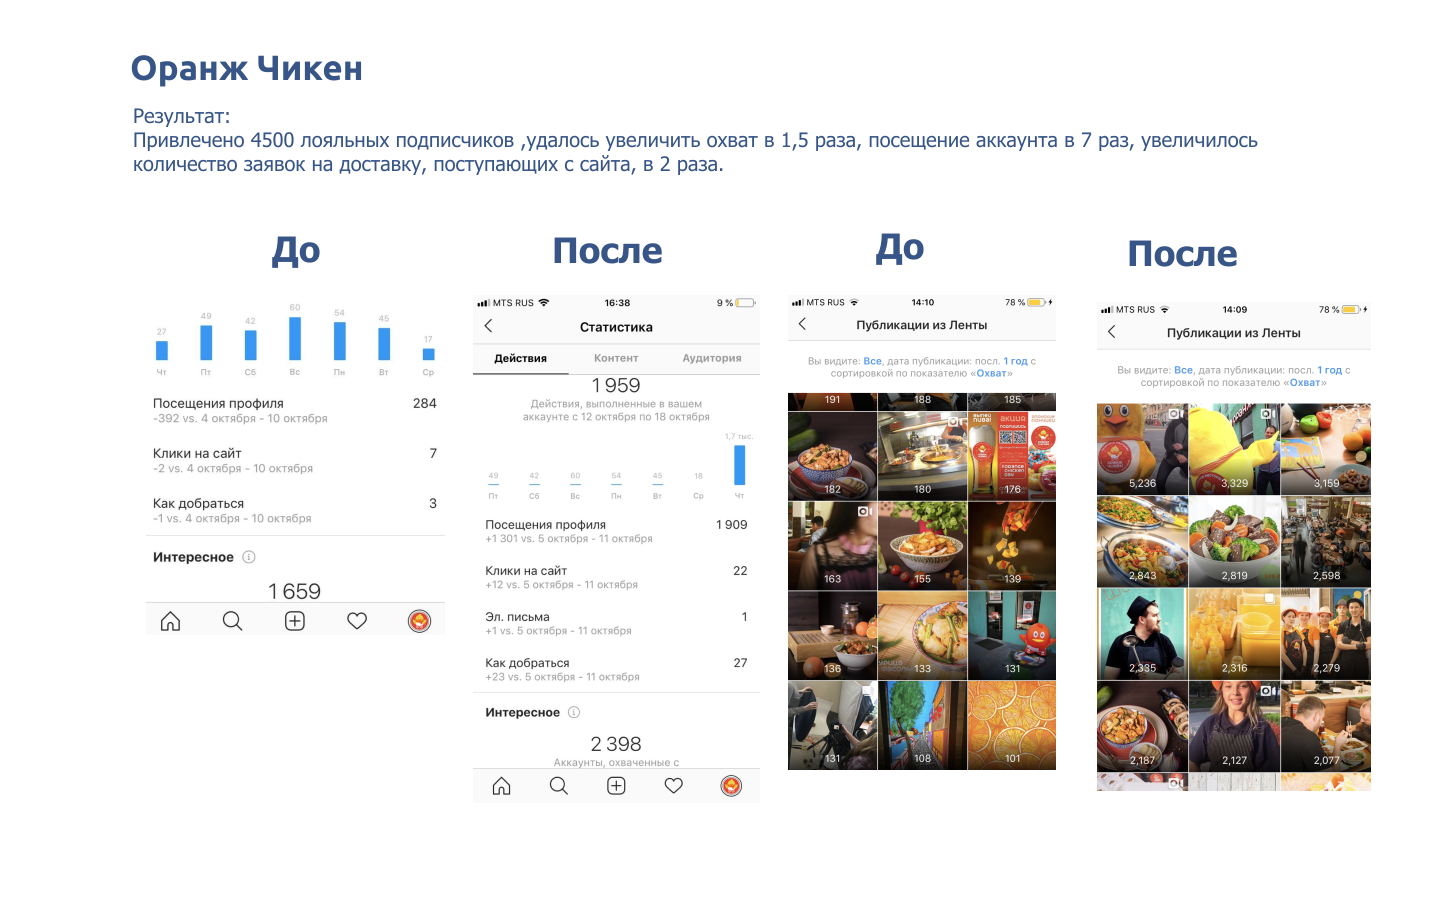 Оранж Чикен
Результат:
Привлечено 4500 лояльных подписчиков ,удалось увеличить охват в 1,5 раза, посещение аккаунта в 7 раз, увеличилось
количество заявок на доставку, поступающих с сайта, в 2 раза.
До
27 49 42 60 54 45 17
Чт Пт Сб Вс Пн Вт Ср
Посещения профиля 284
-392 vs. 4 октября - 10 октября
Клики на сайт 7
-2 vs. 4 октября - 10 октября
Как добраться 3
-1 vs. 4 октября - 10 октября
Интересное
1 659
После
MTS RUS 16:38 9 %
Статистика
Действия Контент Аудитория
1 959
Действия, выполненные в вашем
аккаунте с 12 октября по 18 октября
1,7 тыс.
49 42 60 54 45 18
Пт Сб Вс Пн Вт Ср Чт
Посещения профиля 1 909
+1 301 vs. 5 октября - 11 октября
Клики на сайт 22
+12 vs. 5 октября - 11 октября
Эл. письма 1
+1 vs. 5 октября - 11 октября
Как добраться 27
+23 vs. 5 октября - 11 октября
Интересное
2 398
Аккаунты, охваченные с
До
MTS RUS 14:10 78 %
Публикации из Ленты
Вы видите: Все, дата публикации: посл. 1 год с
сортировкой по показателю «Охват»
191 188 185
182 180 176
163 155 139
136 133 131
131 108 101
После
MTS RUS 14:09 78 %
Публикации из Ленты
Вы видите: Все, дата публикации: посл. 1 год с
сортировкой по показателю «Охват»
5,236 3,329 3,159
2,843 2,819 2,598
2,335 2,316 2,279
2,187 2,127 2,077